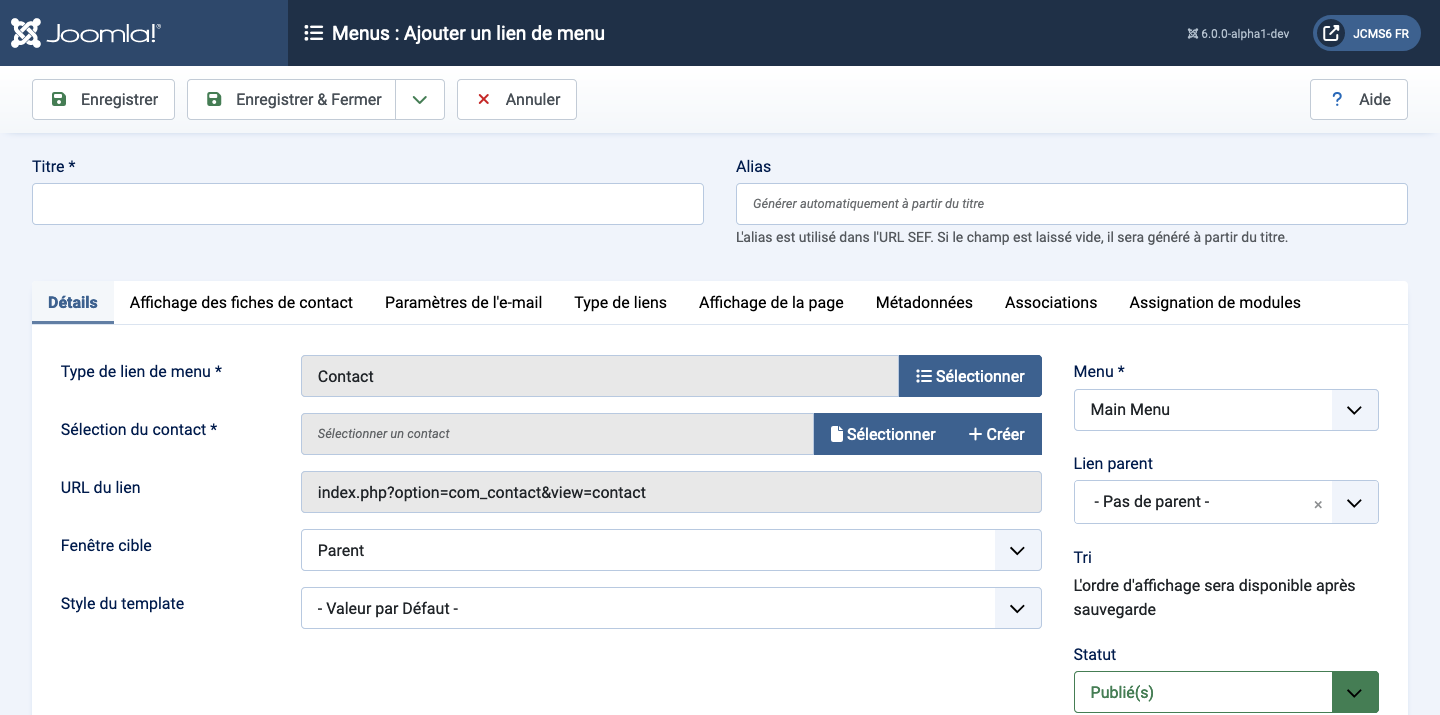 Joomla!®
Menus : Ajouter un lien de menu
6.0.0-alpha1-dev
JCMS6 FR
Enregistrer
Enregistrer & Fermer
Annuler
? Aide
Titre *
Alias
Générer automatiquement à partir du titre
L'alias est utilisé dans l'URL SEF. Si le champ est laissé vide, il sera généré à partir du titre.
Détails
Affichage des fiches de contact
Paramètres de l'e-mail
Type de liens
Affichage de la page
Métadonnées
Associations
Assignation de modules
Type de lien de menu *
Contact
Sélectionner
Sélection du contact *
Sélectionner un contact
Sélectionner
+ Créer
URL du lien
index.php?option=com_contact&view=contact
Fenêtre cible
Parent
Style du template
- Valeur par Défaut -
Menu *
Main Menu
Lien parent
- Pas de parent -
×
Tri
L'ordre d'affichage sera disponible après
sauvegarde
Statut
Publié(s)